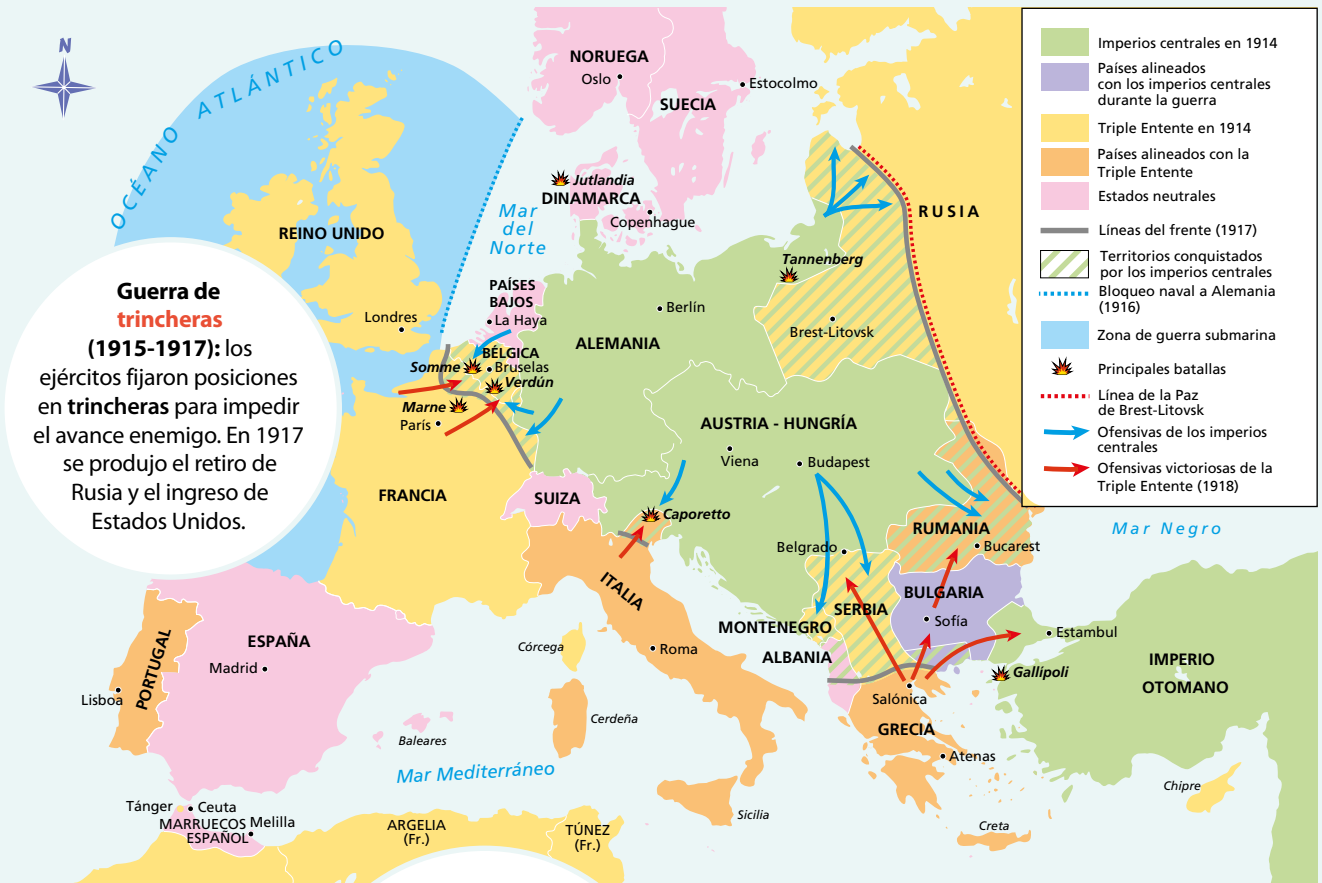 N
OCÉANO ATLÁNTICO
NORUEGA
Oslo
SUECIA
Estocolmo
Jutlandia
DINAMARCA
Copenhague
Mar
del
Norte
REINO UNIDO
Londres
PAÍSES
BAJOS
La Haya
BÉLGICA
Bruselas
Somme
Verdún
Marne
París
FRANCIA
Berlín
ALEMANIA
Tannenberg
Brest-Litovsk
RUSIA
AUSTRIA - HUNGRÍA
Viena
Budapest
SUIZA
Caporetto
ITALIA
Roma
Córcega
Cerdeña
Sicilia
Belgrado
SERBIA
MONTENEGRO
ALBANIA
RUMANIA
Bucarest
BULGARIA
Sofía
Salónica
GRECIA
Atenas
Creta
Estambul
Gallípoli
IMPERIO
OTOMANO
Chipre
Mar Negro
Mar Mediterráneo
PORTUGAL
Lisboa
ESPAÑA
Madrid
Baleares
Tánger
Ceuta
MARRUECOS
ESPAÑOL
Melilla
ARGELIA
(Fr.)
TÚNEZ
(Fr.)
Guerra de
trincheras
(1915-1917): los
ejércitos fijaron posiciones
en trincheras para impedir
el avance enemigo. En 1917
se produjo el retiro de
Rusia y el ingreso de
Estados Unidos.
Imperios centrales en 1914
Países alineados
con los imperios centrales
durante la guerra
Triple Entente en 1914
Países alineados con la
Triple Entente
Estados neutrales
Líneas del frente (1917)
Territorios conquistados
por los imperios centrales
Bloqueo naval a Alemania
(1916)
Zona de guerra submarina
Principales batallas
Línea de la Paz
de Brest-Litovsk
Ofensivas de los imperios
centrales
Ofensivas victoriosas de la
Triple Entente (1918)